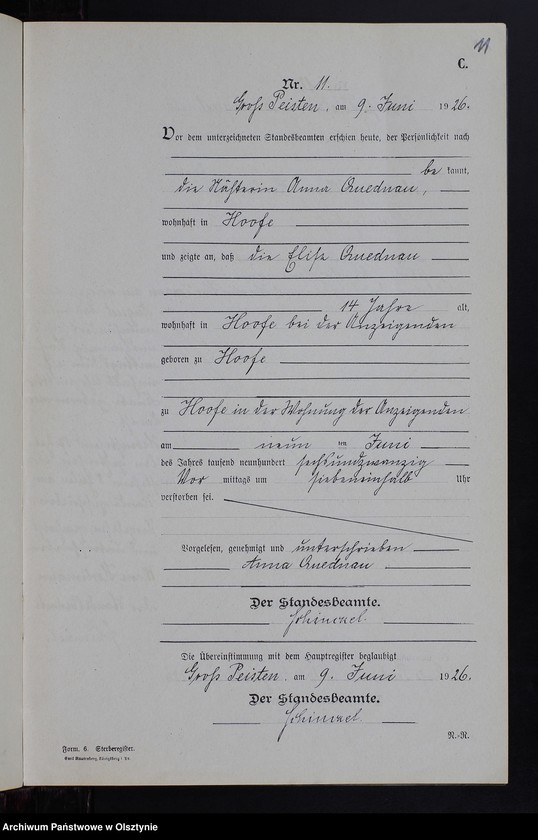 11
C.
Nr. 11.
Groß Peisten, am 9. Juni 1926.
Vor dem unterzeichneten Standesbeamten erschien heute, der Persönlichkeit nach
be kannt,
die Nähterin Anna Quednau,
wohnhaft in Hoofe
und zeigte an, daß die Elise Quednau
14 Jahre alt,
wohnhaft in Hoofe bei der Anzeigenden
geboren zu Hoofe
zu Hoofe in der Wohnung der Anzeigenden
am neun ten Juni
des Jahres tausend neunhundert sechsundzwanzig
Vor mittags um siebeneinhalb Uhr
verstorben sei.
Vorgelesen, genehmigt und unterschrieben
Anna Quednau
Der Standesbeamte.
Die Übereinstimmung mit dem Hauptregister beglaubigt
Groß Peisten, am 9. Juni 1926.
Der Standesbeamte.
R.-R.
Form. 6. Sterberegister.
Archiwum Państwowe w Olsztynie